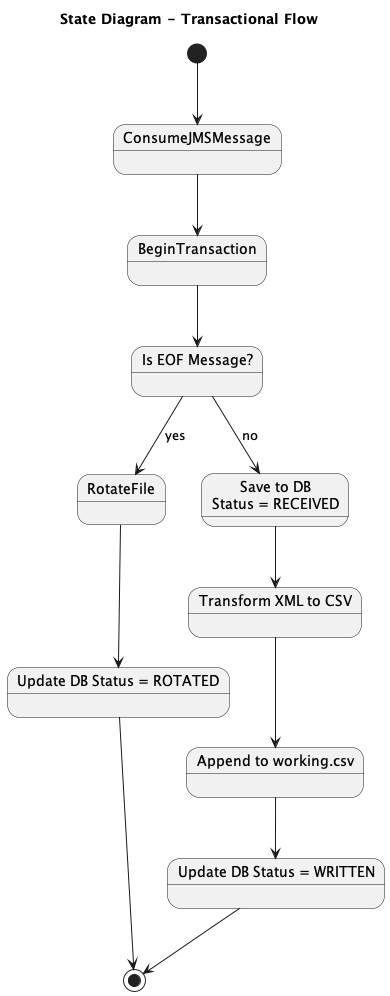 State Diagram - Transactional Flow
ConsumeJMSMessage
BeginTransaction
Is EOF Message?
yes
no
RotateFile
Save to DB
Status = RECEIVED
Transform XML to CSV
Update DB Status = ROTATED
Append to working.csv
Update DB Status = WRITTEN